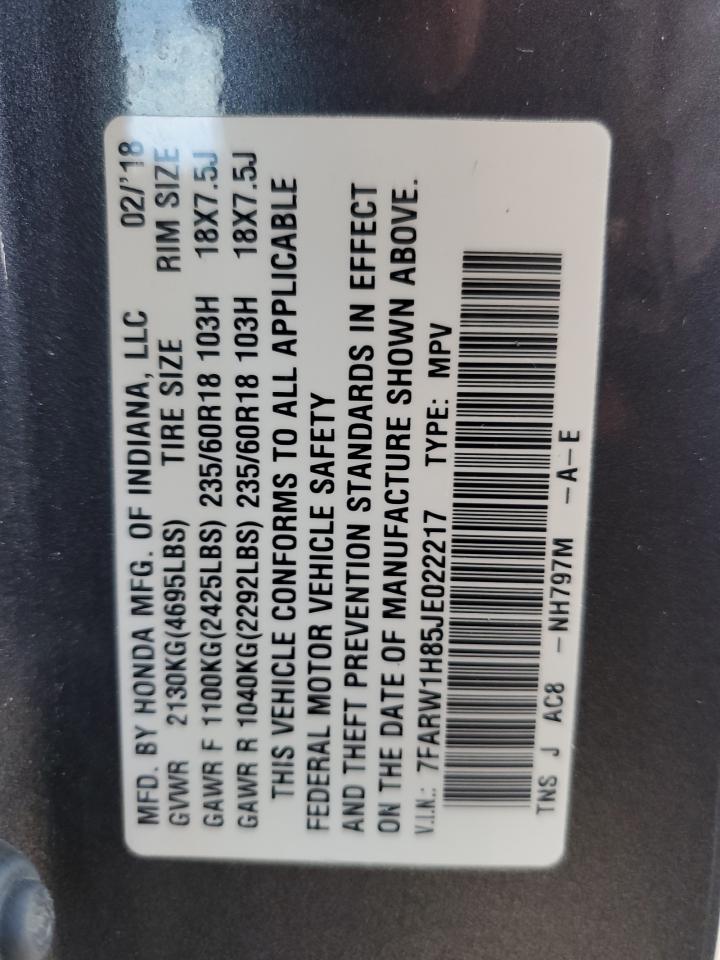 MFD. BY HONDA MFG. OF INDIANA, LLC 02/'18
GVWR 2130KG(4695LBS) TIRE SIZE RIM SIZE
GAWR F 1100KG(2425LBS) 235/60R18 103H 18X7.5J
GAWR R 1040KG(2292LBS) 235/60R18 103H 18X7.5J
THIS VEHICLE CONFORMS TO ALL APPLICABLE
FEDERAL MOTOR VEHICLE SAFETY
AND THEFT PREVENTION STANDARDS IN EFFECT
ON THE DATE OF MANUFACTURE SHOWN ABOVE.
V.I.N.: 7FARW1H85JE022217 TYPE: MPV
TNS J AC8 -NH797M -A-E